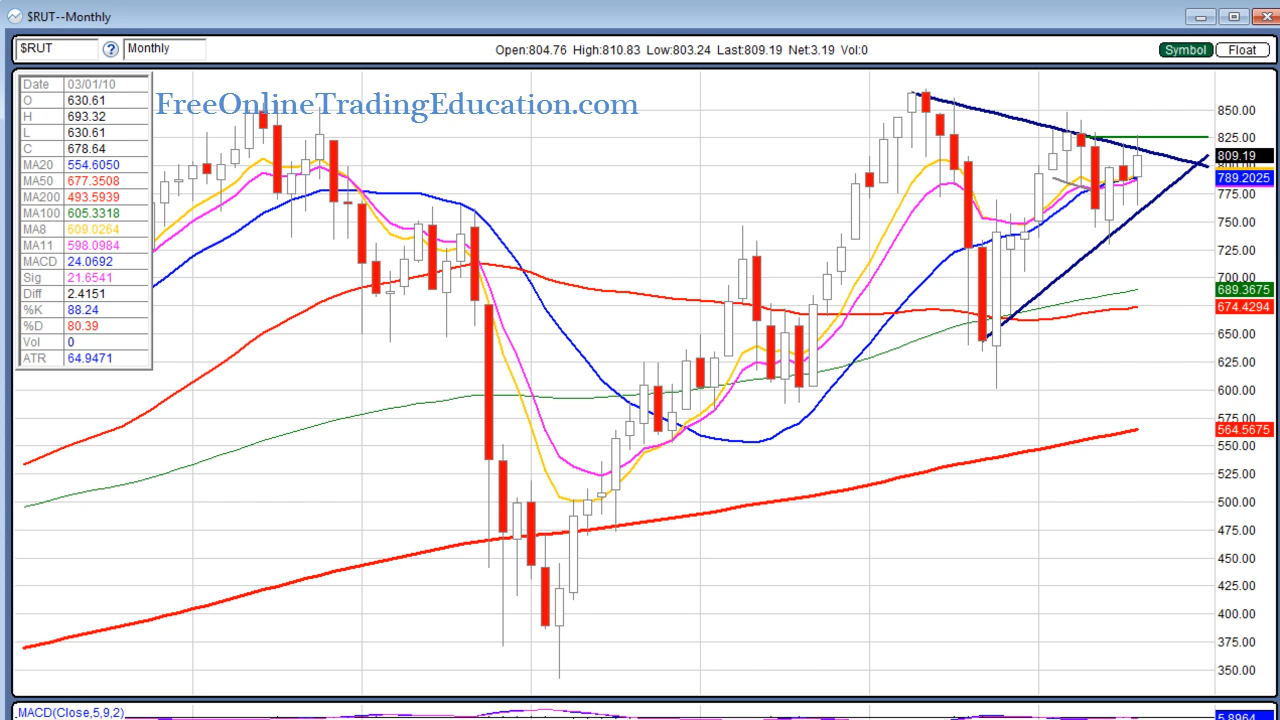 $RUT--Monthly
$RUT ? Monthly Open:804.76 High:810.83 Low:803.24 Last:809.19 Net:3.19 Vol:0 Symbol Float
FreeOnlineTradingEducation.com
Date 03/01/10
O 630.61
H 693.32
L 630.61
C 678.64
MA20 554.6050
MA50 677.3508
MA200 493.5939
MA100 605.3318
MA8 609.0264
MA11 598.0984
MACD 24.0692
Sig 21.6541
Diff 2.4151
%K 88.24
%D 80.39
Vol 0
ATR 64.9471
850.00
825.00
809.19
789.2025
775.00
750.00
725.00
700.00
689.3675
674.4294
650.00
625.00
600.00
575.00
564.5675
550.00
525.00
500.00
475.00
450.00
425.00
400.00
375.00
350.00
MACD(Close,5,9,2)
5.8964